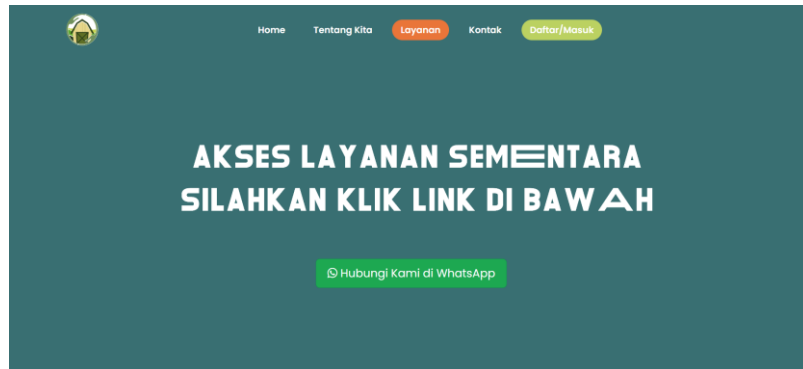 Home Tentang Kita Layanan Kontak Daftar/Masuk
AKSES LAYANAN SEMENTARA
SILAHKAN KLIK LINK DI BAWAH
Hubungi Kami di WhatsApp